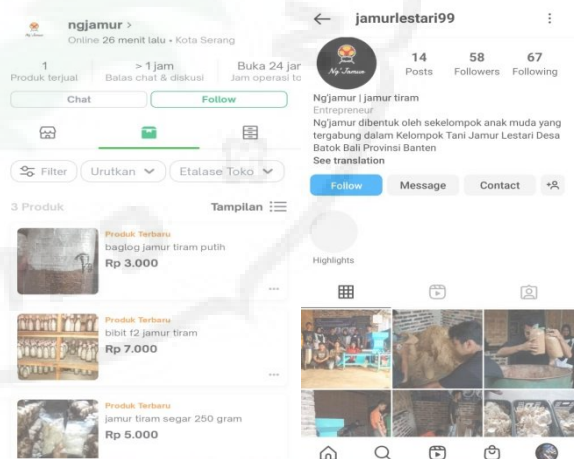 ngjamur >
Online 26 menit lalu • Kota Serang
1
Produk terjual
> 1 jam
Balas chat & diskusi
Buka 24 jar
Jam operasi to
Chat
Follow
Filter
Urutkan
Etalase Toko
3 Produk
Tampilan
Produk Terbaru
baglog jamur tiram putih
Rp 3.000
Produk Terbaru
bibit f2 jamur tiram
Rp 7.000
Produk Terbaru
jamur tiram segar 250 gram
Rp 5.000
jamurlestari99
Ng'Jamur
14
Posts
58
Followers
67
Following
Ng'jamur | jamur tiram
Entrepreneur
Ng'jamur dibentuk oleh sekelompok anak muda yang
tergabung dalam Kelompok Tani Jamur Lestari Desa
Batok Bali Provinsi Banten
See translation
Follow
Message
Contact
Highlights